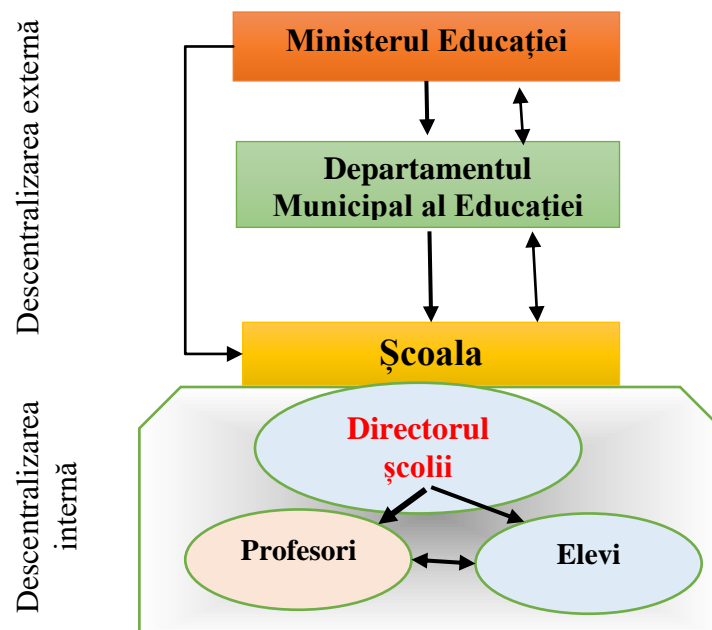 Descentralizarea externă
Ministerul Educației
Departamentul
Municipal al Educației
Școala
Descentralizarea
internă
Directorul
școlii
Profesori
Elevi